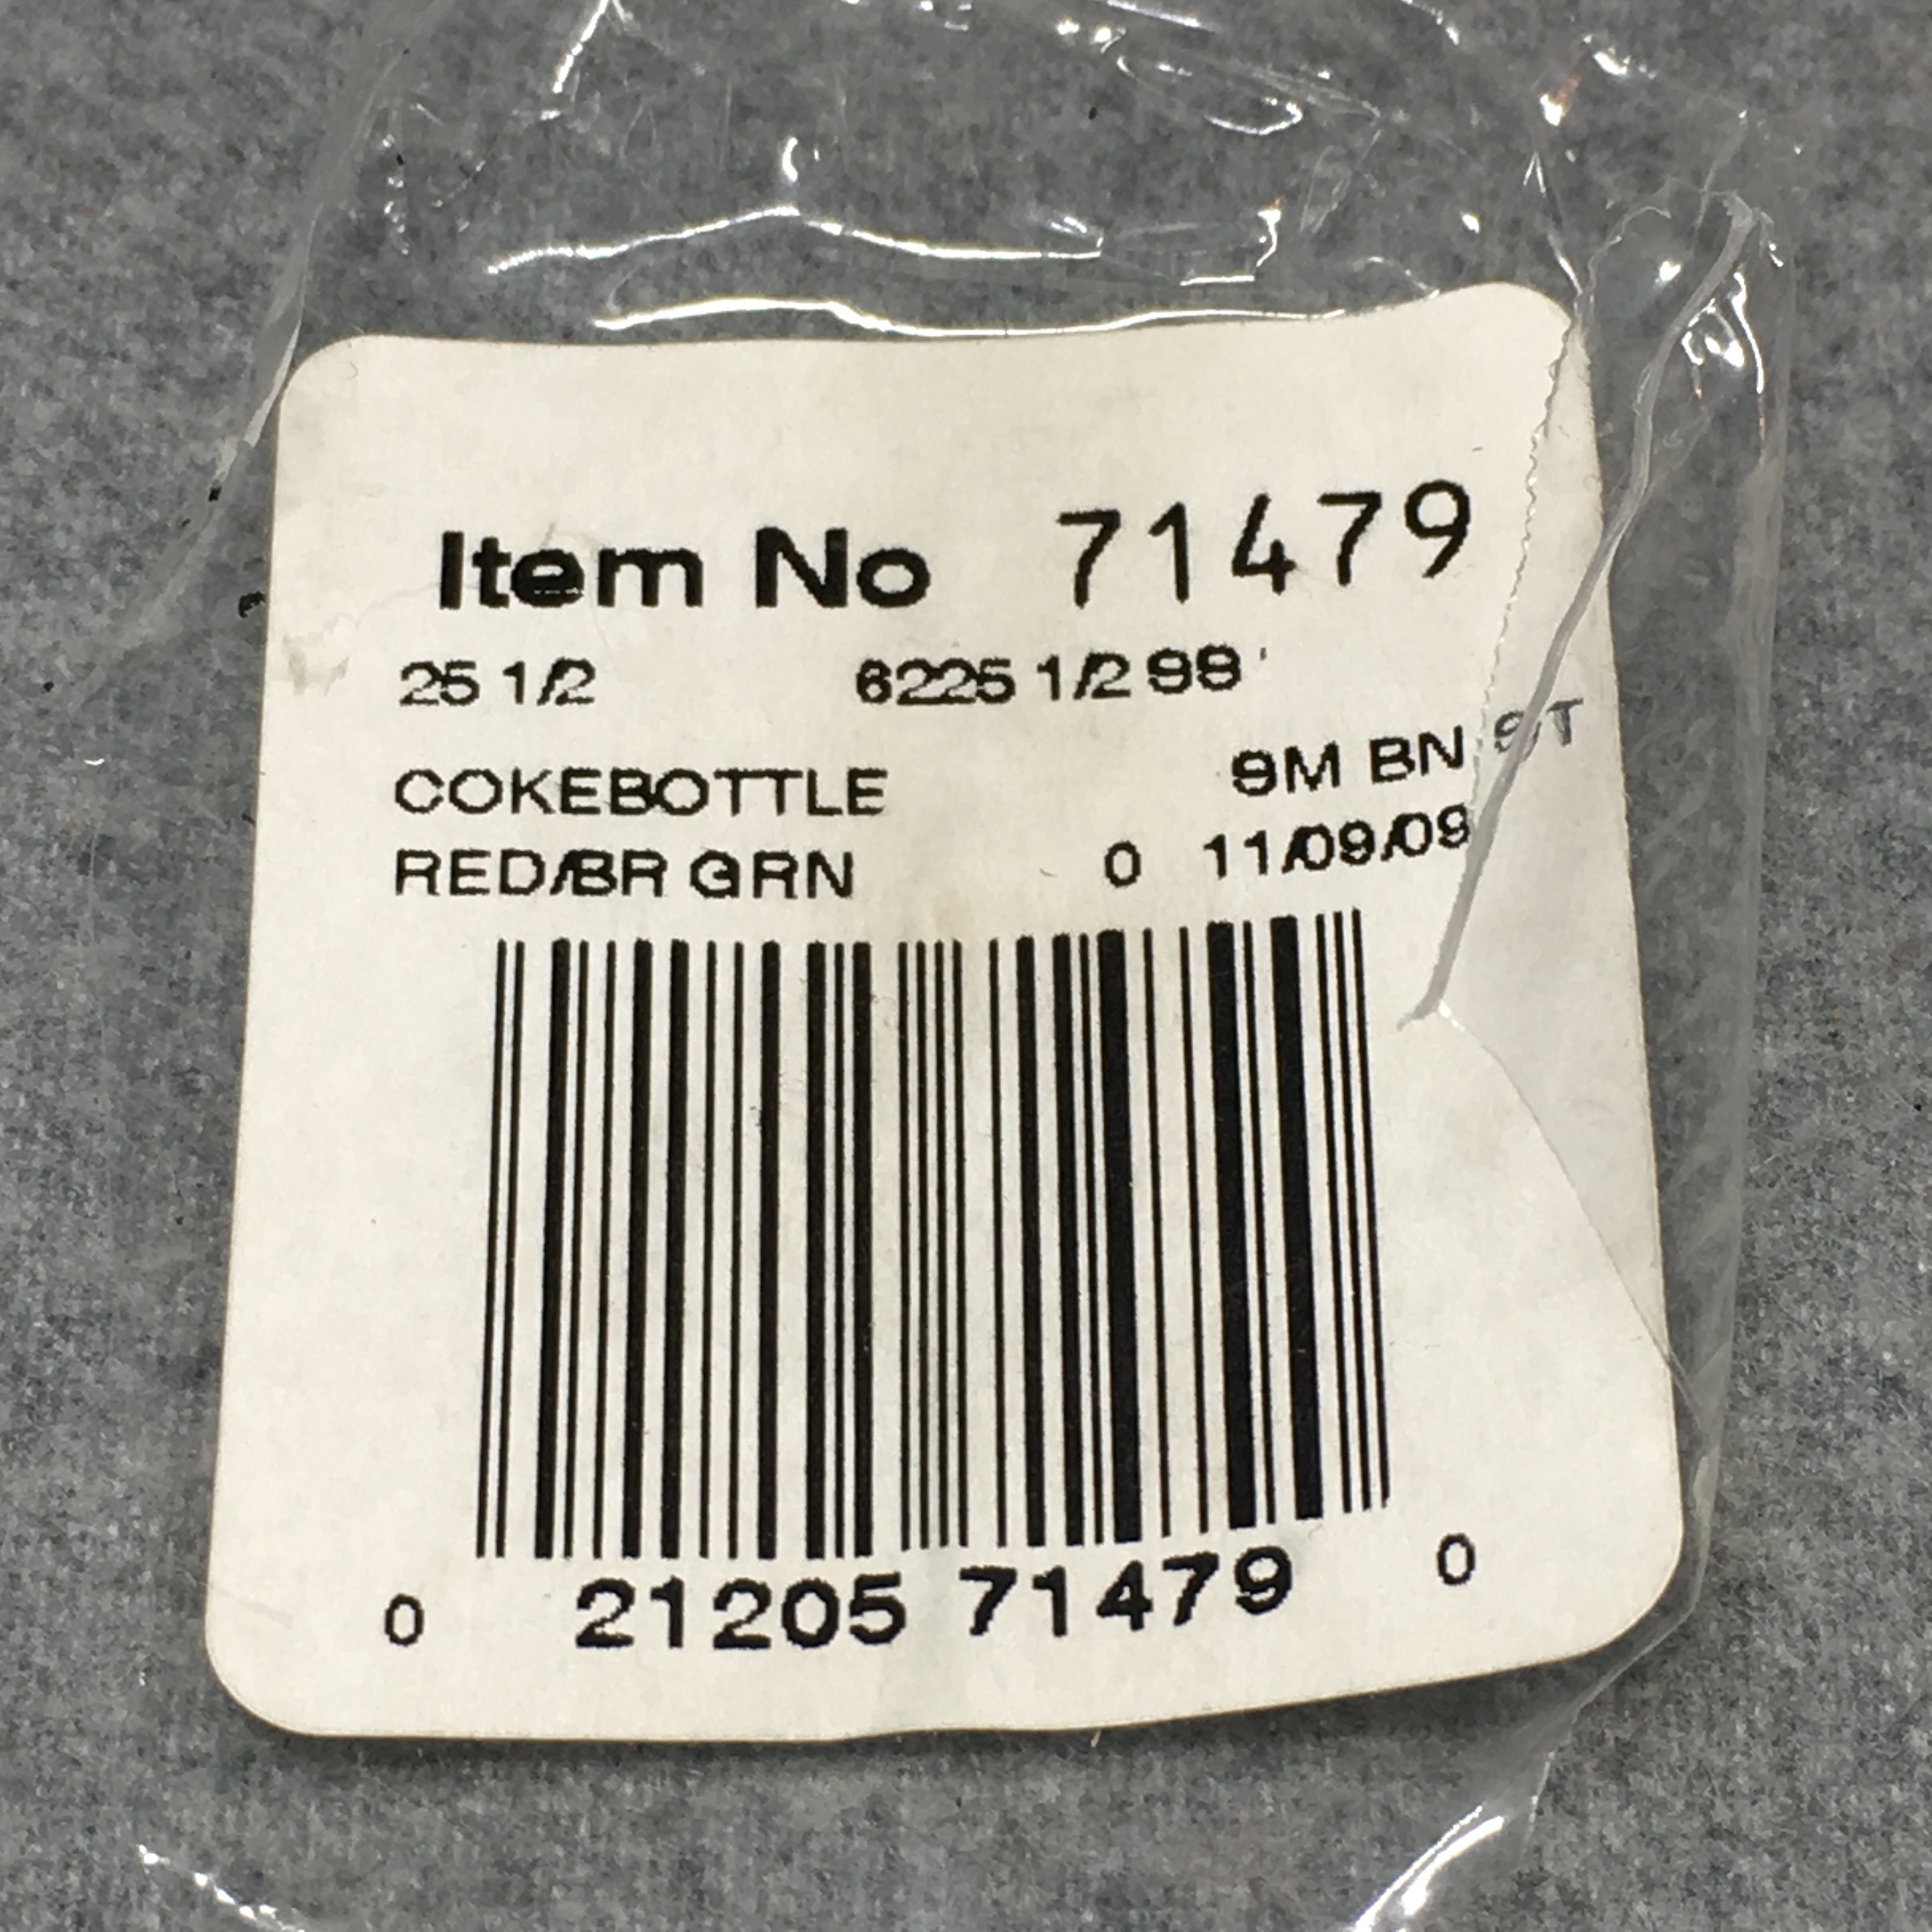 Item No 71479
25 1/2 6225 1/2 98
COKEBOTTLE 9M BN ST
RED/BR GRN 0 11/09/09
0 21205 71479 0